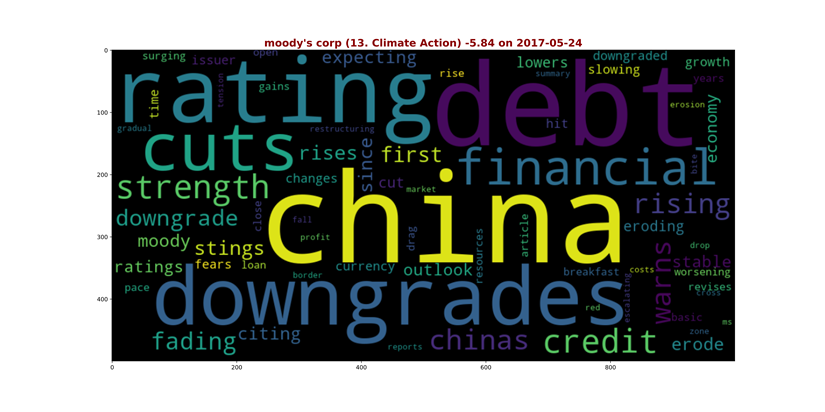 moody's corp (13. Climate Action) -5.84 on 2017-05-24
0
100
200
300
400
0
200
400
600
800
surging
issuer
open
expecting
lowers
downgraded
growth
rating
debt
rise
summary
slowing
years
time
tension
gains
erosion
gradual
restructuring
hit
economy
cuts
rises
since
first
financial
bite
strength
changes
cut
market
rising
downgrade
close
fall
china
eroding
moody
stings
profit
drag
article
drop
ratings
fears
loan
border
currency
outlook
resources
breakfast
costs
warns
stable
worsening
pace
downgrades
escalating
revises
cross
red
basic
ms
fading
citing
reports
chinas
credit
zone
erode